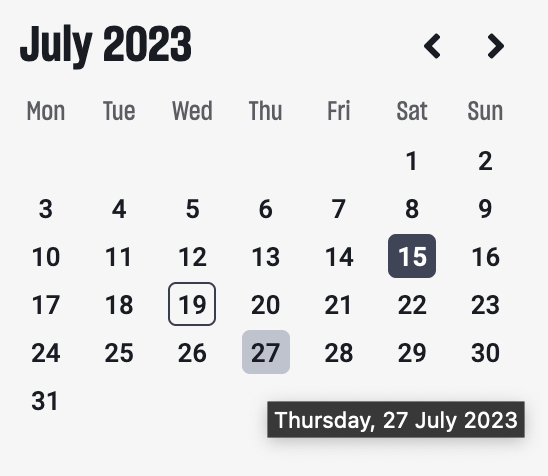 July 2023
Mon Tue Wed Thu Fri Sat Sun
1 2
3 4 5 6 7 8 9
10 11 12 13 14 15 16
17 18 19 20 21 22 23
24 25 26 27 28 29 30
31
Thursday, 27 July 2023